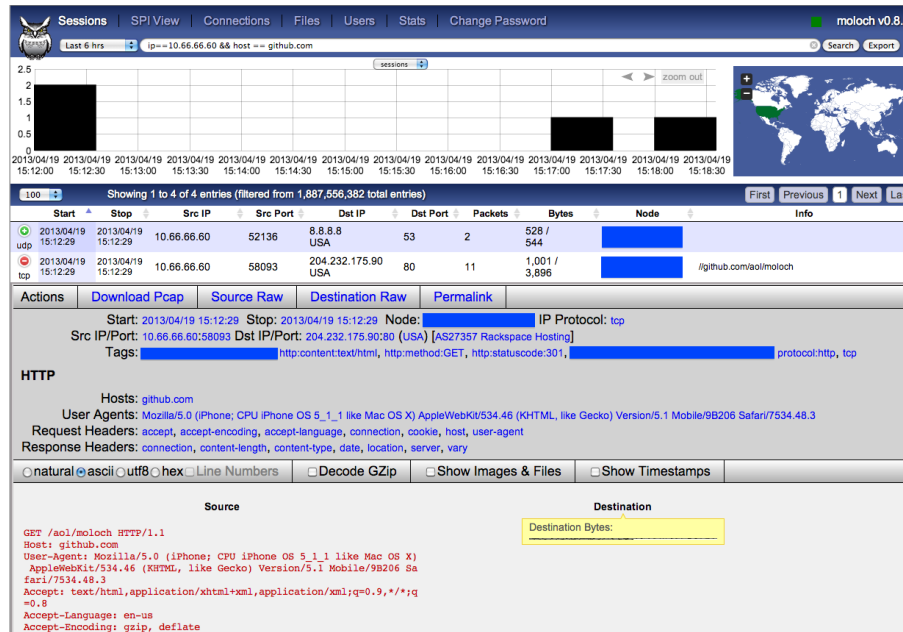 Sessions SPI View Connections Files Users Stats Change Password moloch v0.8.
Last 6 hrs ip==10.66.66.60 && host == github.com Search Export
sessions
zoom out
2.5
2
1.5
1
0.5
0
2013/04/19 2013/04/19 2013/04/19 2013/04/19 2013/04/19 2013/04/19 2013/04/19 2013/04/19 2013/04/19 2013/04/19 2013/04/19 2013/04/19 2013/04/19 2013/04/19
15:12:00 15:12:30 15:13:00 15:13:30 15:14:00 15:14:30 15:15:00 15:15:30 15:16:00 15:16:30 15:17:00 15:17:30 15:18:00 15:18:30
+
−
100 Showing 1 to 4 of 4 entries (filtered from 1,887,556,382 total entries) First Previous 1 Next La
Start Stop Src IP Src Port Dst IP Dst Port Packets Bytes Node Info
udp 2013/04/19 15:12:29 2013/04/19 15:12:29 10.66.66.60 52136 8.8.8.8 USA 53 2 528 / 544
tcp 2013/04/19 15:12:29 2013/04/19 15:12:29 10.66.66.60 58093 204.232.175.90 USA 80 11 1,001 / 3,896 //github.com/aol/moloch
Actions Download Pcap Source Raw Destination Raw Permalink
Start: 2013/04/19 15:12:29 Stop: 2013/04/19 15:12:29 Node: IP Protocol: tcp
Src IP/Port: 10.66.66.60:58093 Dst IP/Port: 204.232.175.90:80 (USA) [AS27357 Rackspace Hosting]
Tags: http:content:text/html, http:method:GET, http:statuscode:301, protocol:http, tcp
HTTP
Hosts: github.com
User Agents: Mozilla/5.0 (iPhone; CPU iPhone OS 5_1_1 like Mac OS X) AppleWebKit/534.46 (KHTML, like Gecko) Version/5.1 Mobile/9B206 Safari/7534.48.3
Request Headers: accept, accept-encoding, accept-language, connection, cookie, host, user-agent
Response Headers: connection, content-length, content-type, date, location, server, vary
natural ascii utf8 hex Line Numbers Decode GZip Show Images & Files Show Timestamps
Source Destination
Destination Bytes:
GET /aol/moloch HTTP/1.1
Host: github.com
User-Agent: Mozilla/5.0 (iPhone; CPU iPhone OS 5_1_1 like Mac OS X)
AppleWebKit/534.46 (KHTML, like Gecko) Version/5.1 Mobile/9B206 Sa
fari/7534.48.3
Accept: text/html,application/xhtml+xml,application/xml;q=0.9,*/*;q
=0.8
Accept-Language: en-us
Accept-Encoding: gzip, deflate